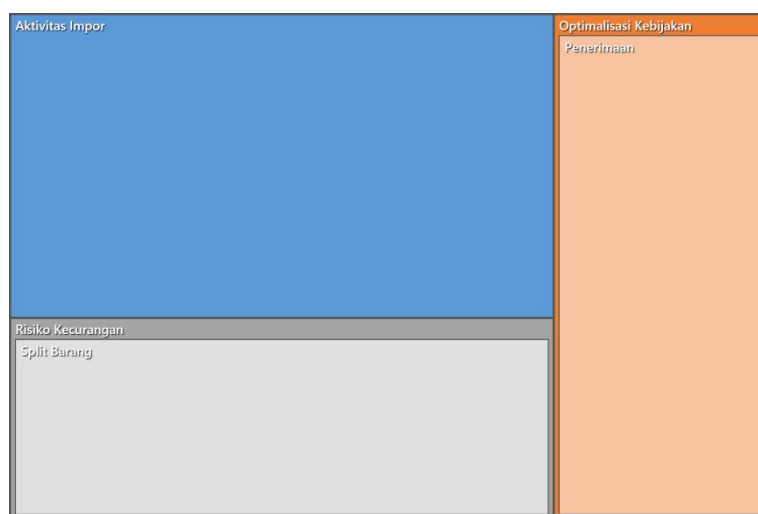 Aktivitas Impor
Optimalisasi Kebijakan
Penerimaan
Risiko Kecurangan
Split Barang